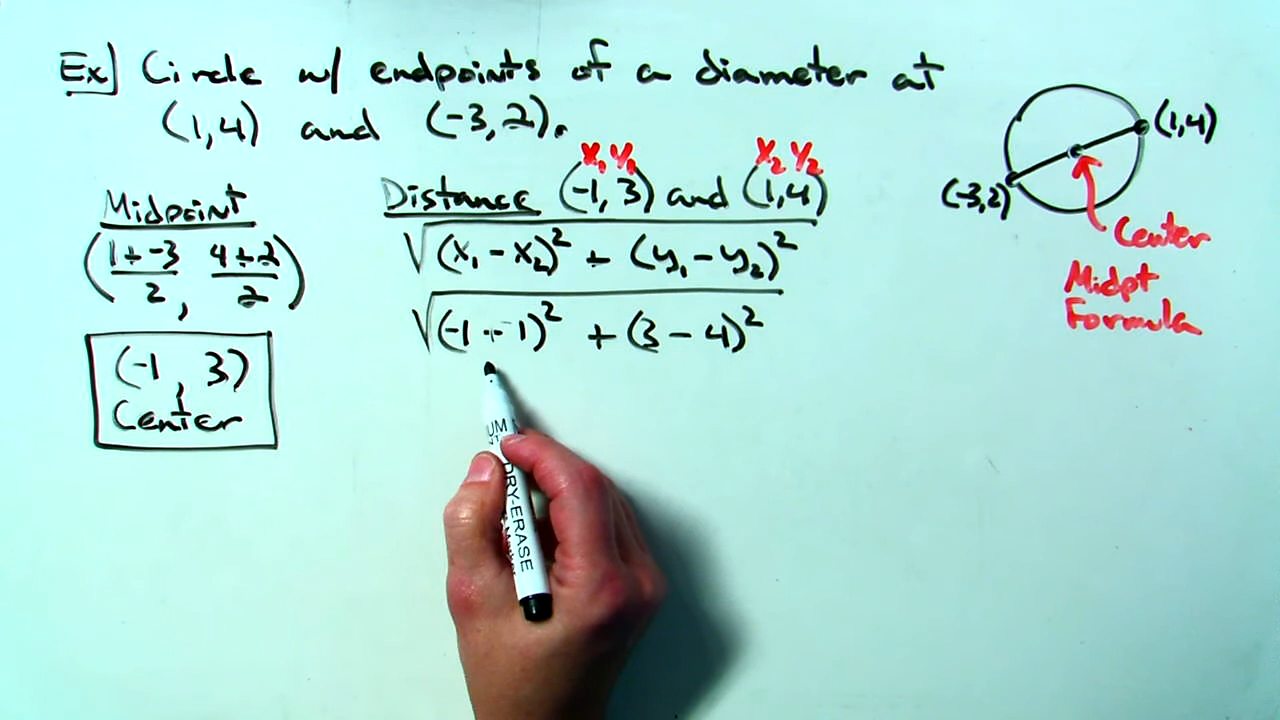 Ex] Circle w/ endpoints of a diameter at
(1,4) and (-3,2).
Midpoint
(1+-3/2, 4+2/2)
(-1, 3)
Center
x₁ y₁ x₂ y₂
Distance (-1, 3) and (1,4)
√(x₁ - x₂)² + (y₁ - y₂)²
√(-1 - 1)² + (3 - 4)²
(1,4)
(-3,2)
Center
Midpt
Formula
DRY-ERASE